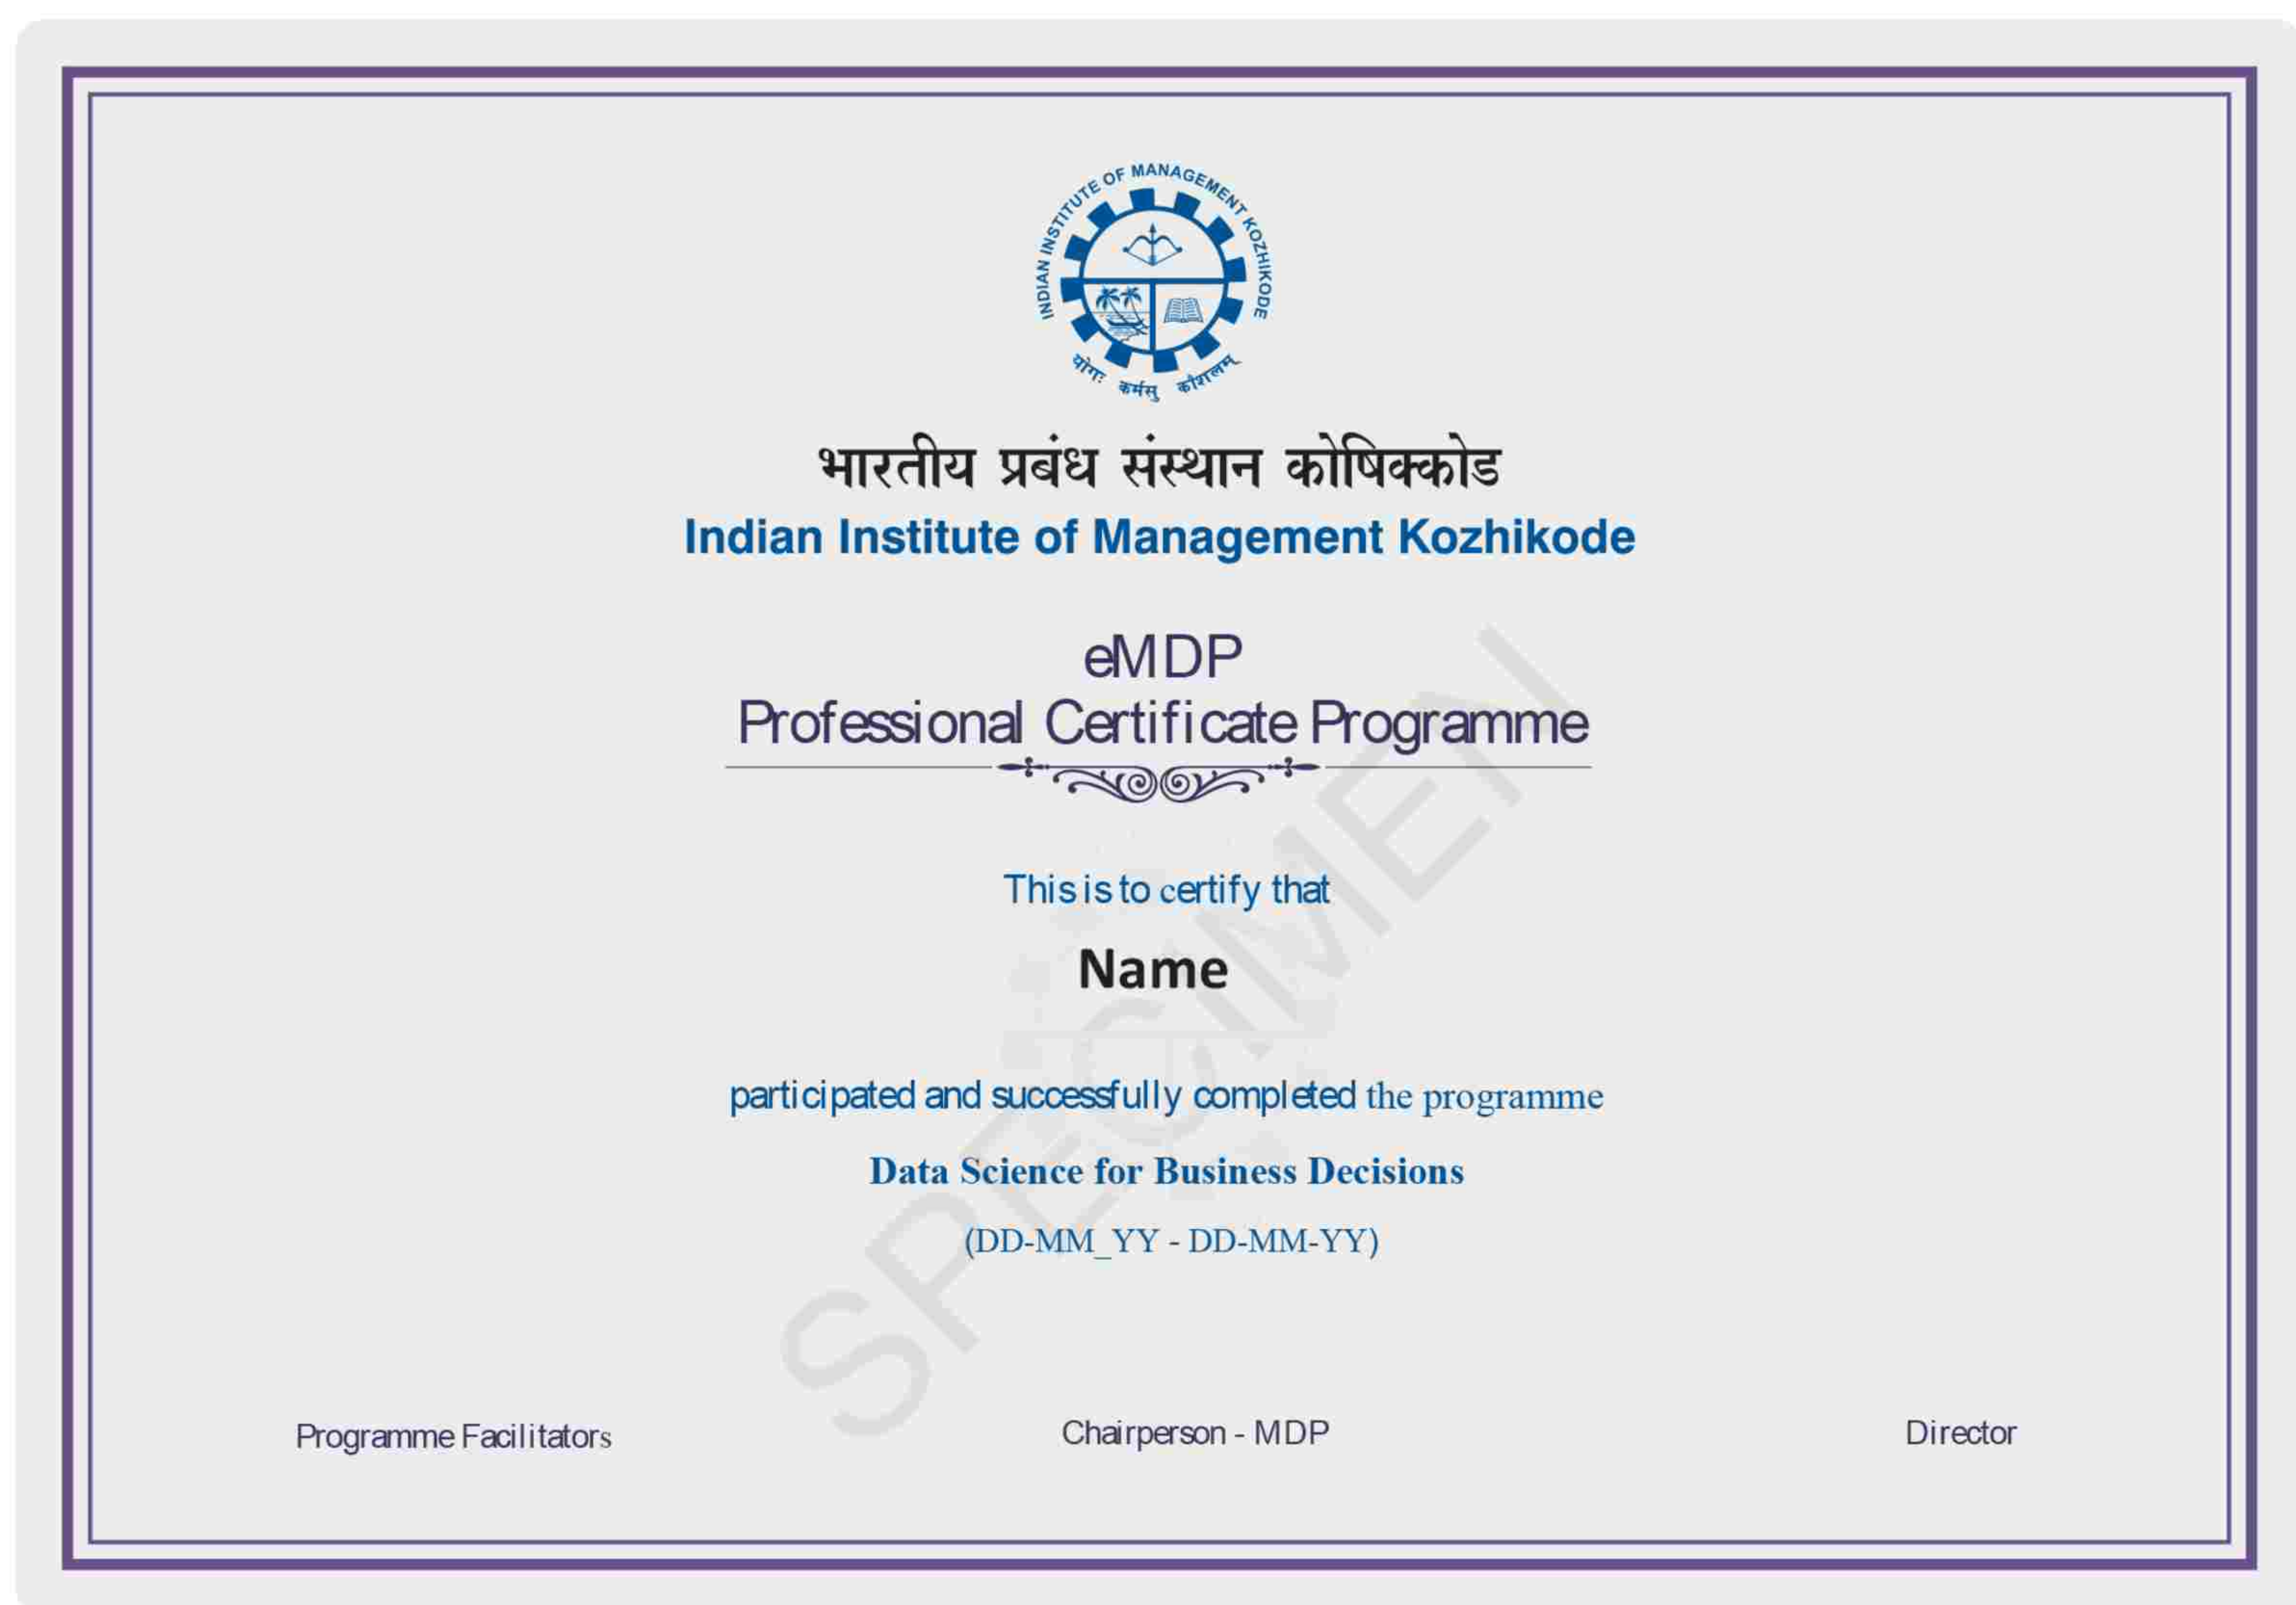 INDIAN INSTITUTE OF MANAGEMENT KOZHIKODE
योगः कर्मसु कौशलम्
भारतीय प्रबंध संस्थान कोषिक्कोड
Indian Institute of Management Kozhikode
eMDP
Professional Certificate Programme
This is to certify that
Name
participated and successfully completed the programme
Data Science for Business Decisions
(DD-MM_YY - DD-MM-YY)
SPECIMEN
Programme Facilitators
Chairperson - MDP
Director